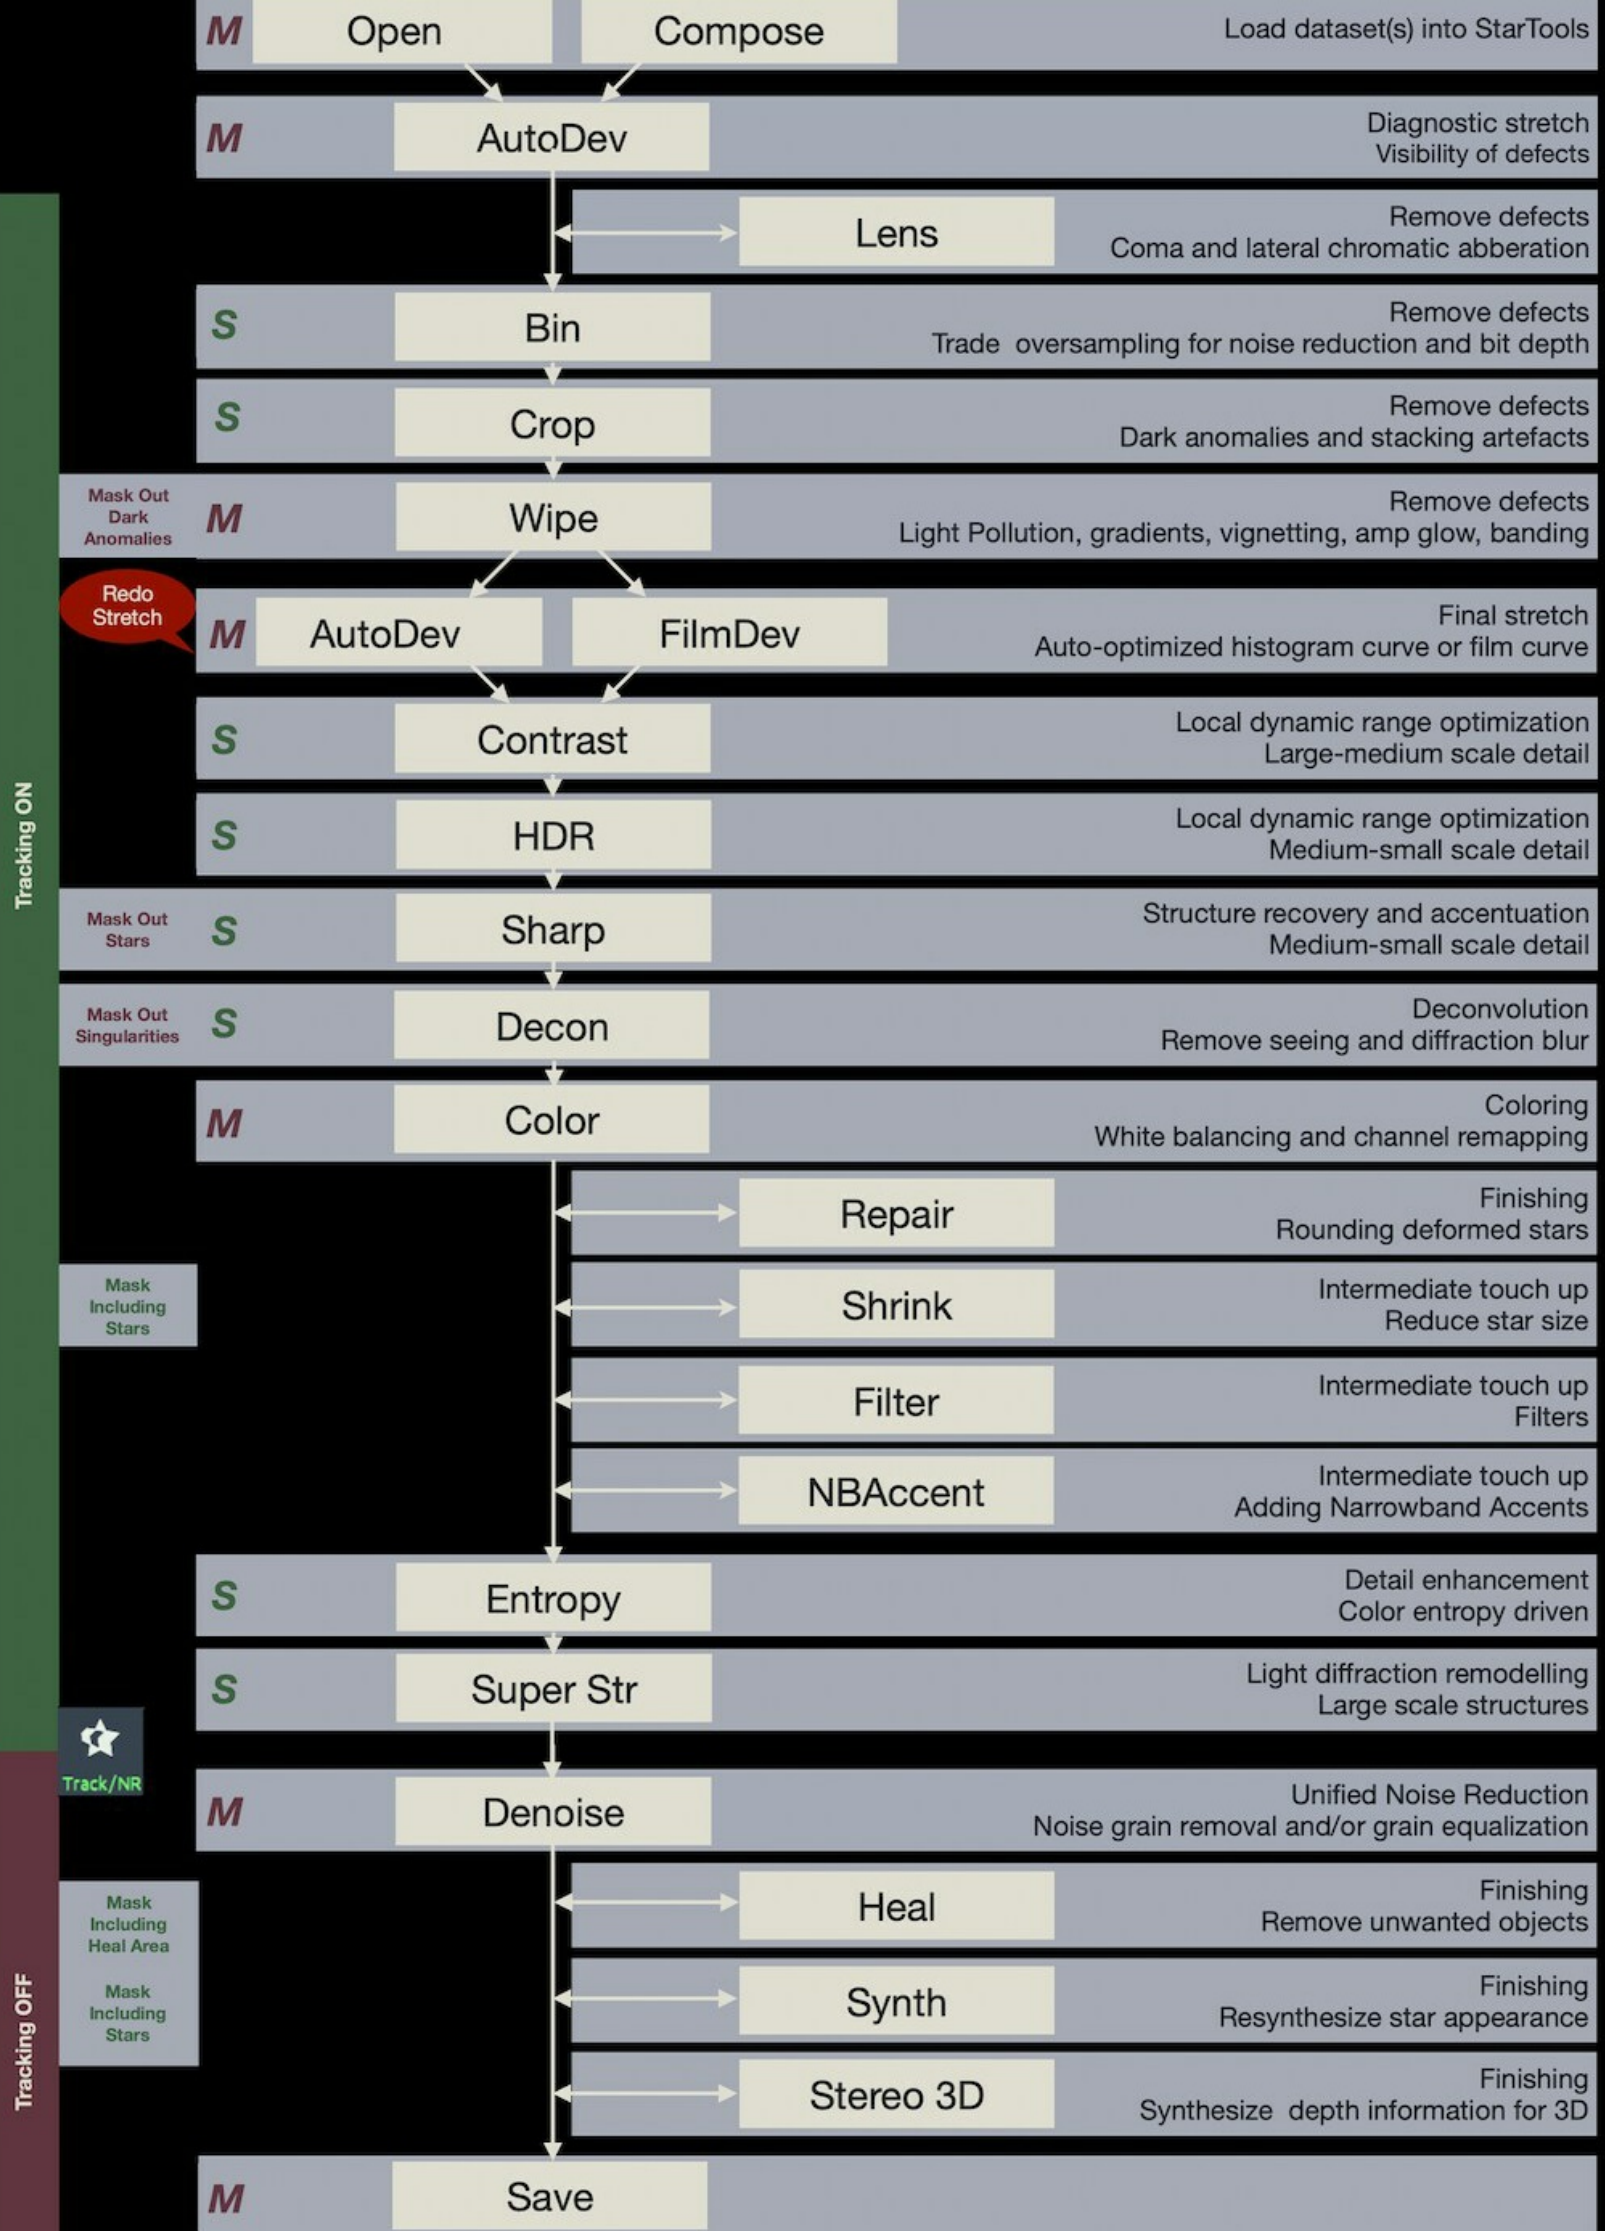 M
Open
Compose
Load dataset(s) into StarTools
M
AutoDev
Diagnostic stretch
Visibility of defects
Lens
Remove defects
Coma and lateral chromatic abberation
S
Bin
Remove defects
Trade oversampling for noise reduction and bit depth
S
Crop
Remove defects
Dark anomalies and stacking artefacts
Mask Out
Dark
Anomalies
M
Wipe
Remove defects
Light Pollution, gradients, vignetting, amp glow, banding
Redo
Stretch
M
AutoDev
FilmDev
Final stretch
Auto-optimized histogram curve or film curve
S
Contrast
Local dynamic range optimization
Large-medium scale detail
Tracking ON
S
HDR
Local dynamic range optimization
Medium-small scale detail
Mask Out
Stars
S
Sharp
Structure recovery and accentuation
Medium-small scale detail
Mask Out
Singularities
S
Decon
Deconvolution
Remove seeing and diffraction blur
M
Color
Coloring
White balancing and channel remapping
Repair
Finishing
Rounding deformed stars
Mask
Including
Stars
Shrink
Intermediate touch up
Reduce star size
Filter
Intermediate touch up
Filters
NBAccent
Intermediate touch up
Adding Narrowband Accents
S
Entropy
Detail enhancement
Color entropy driven
S
Super Str
Light diffraction remodelling
Large scale structures
Track/NR
M
Denoise
Unified Noise Reduction
Noise grain removal and/or grain equalization
Mask
Including
Heal Area
Heal
Finishing
Remove unwanted objects
Tracking OFF
Mask
Including
Stars
Synth
Finishing
Resynthesize star appearance
Stereo 3D
Finishing
Synthesize depth information for 3D
M
Save